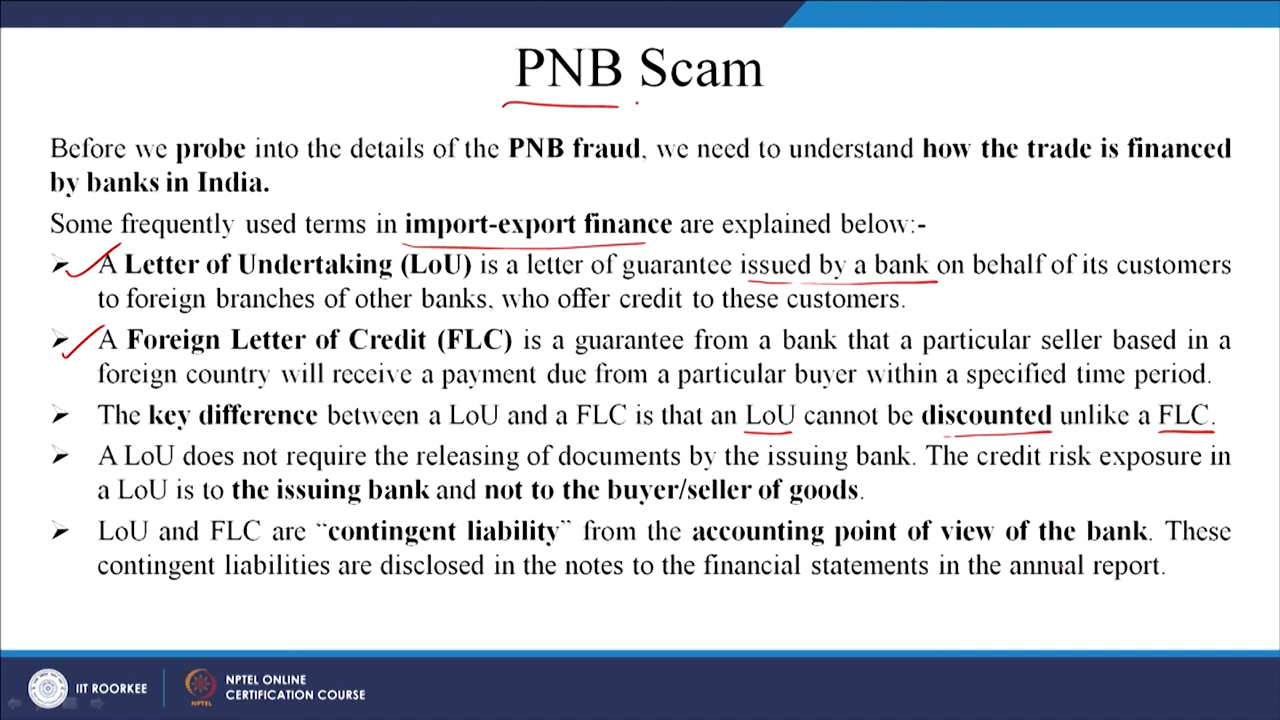 PNB Scam
Before we probe into the details of the PNB fraud, we need to understand how the trade is financed
by banks in India.
Some frequently used terms in import-export finance are explained below:-
➢ A Letter of Undertaking (LoU) is a letter of guarantee issued by a bank on behalf of its customers
to foreign branches of other banks, who offer credit to these customers.
➢ A Foreign Letter of Credit (FLC) is a guarantee from a bank that a particular seller based in a
foreign country will receive a payment due from a particular buyer within a specified time period.
➢ The key difference between a LoU and a FLC is that an LoU cannot be discounted unlike a FLC.
➢ A LoU does not require the releasing of documents by the issuing bank. The credit risk exposure in
a LoU is to the issuing bank and not to the buyer/seller of goods.
➢ LoU and FLC are “contingent liability” from the accounting point of view of the bank. These
contingent liabilities are disclosed in the notes to the financial statements in the annual report.
IIT ROORKEE
NPTEL ONLINE
CERTIFICATION COURSE
NPTEL